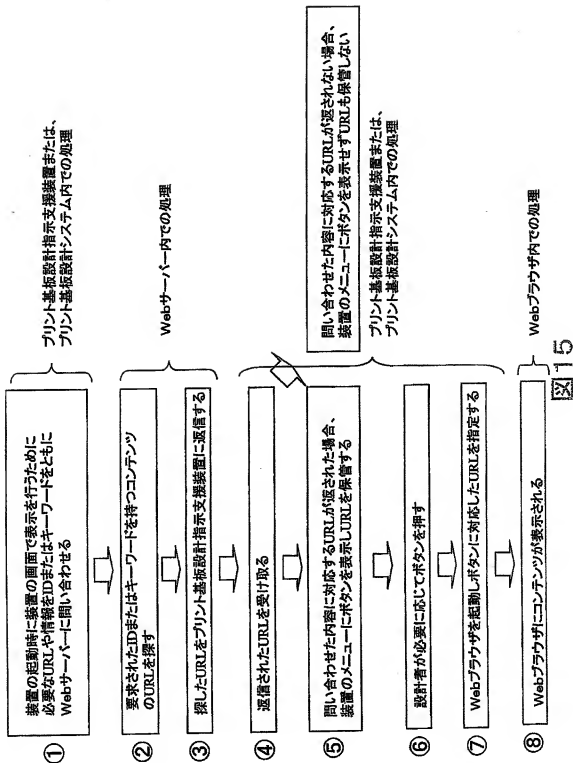 ①
装置の起動時に装置の画面で表示を行うために
必要なURLや情報をIDまたはキーワードをともに
Webサーバーに問い合わせる
プリント基板設計指示支援装置または、
プリント基板設計システム内での処理
②
要求されたIDまたはキーワードを持つコンテンツ
のURLを探す
③
探したURLをプリント基板設計指示支援装置に返信する
Webサーバー内での処理
④
返信されたURLを受け取る
⑤
問い合わせた内容に対応するURLが返された場合、
装置のメニューにボタンを表示しURLを保管する
問い合わせた内容に対応するURLが返されない場合、
装置のメニューにボタンを表示せずURLも保管しない
⑥
設計者が必要に応じてボタンを押す
⑦
Webブラウザを起動しボタンに対応したURLを指定する
プリント基板設計指示支援装置または、
プリント基板設計システム内での処理
⑧
Webブラウザにコンテンツが表示される
Webブラウザ内での処理
図15